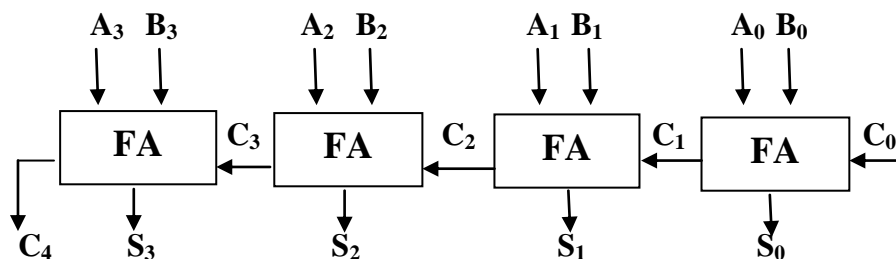 A₃ B₃ A₂ B₂ A₁ B₁ A₀ B₀
FA C₃ FA C₂ FA C₁ FA C₀
C₄ S₃ S₂ S₁ S₀